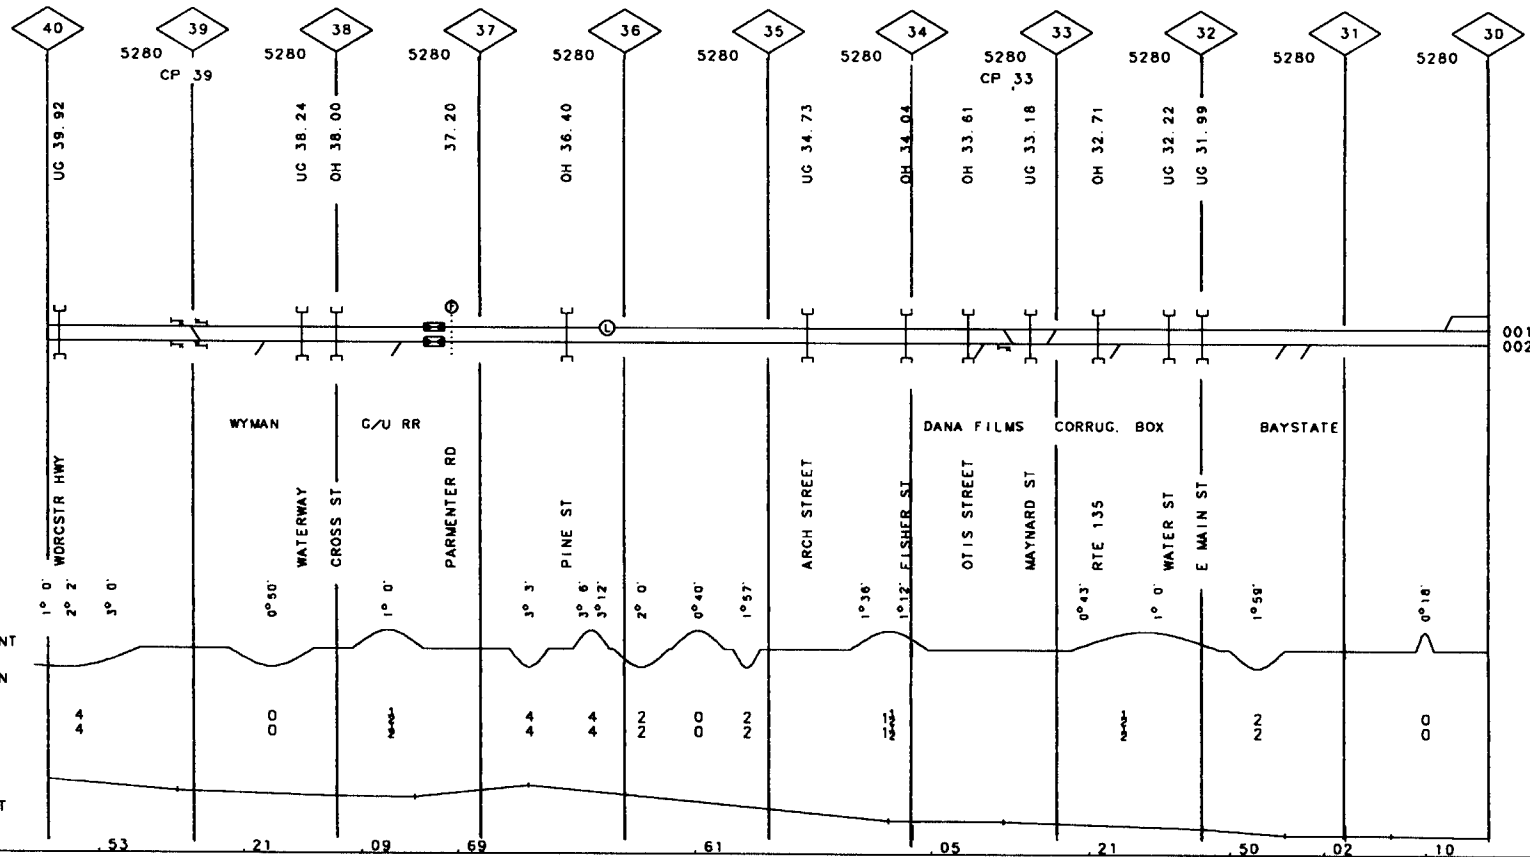 40 39 38 37 36 35 34 33 32 31 30
5280 5280 5280 5280 5280 5280 5280 5280 5280 5280
CP 39 CP 33
UG 39.92
UG 38.24
OH 38.00
37.20
OH 36.40
UG 34.73
OH 34.04
OH 33.61
UG 33.18
OH 32.71
UG 32.22
UG 31.99
L
001
002
WYMAN G/U RR DANA FILMS CORRUG. BOX BAYSTATE
WORCSTR HWY
WATERWAY
CROSS ST
PARMENTER RD
PINE ST
ARCH STREET
FISHER ST
OTIS STREET
MAYNARD ST
RTE 135
WATER ST
E MAIN ST
1° 0'
2° 2'
3° 0'
0°50'
1° 0'
3° 3'
3° 6'
3°12'
2° 0'
0°40'
1°57'
1°36'
1°12'
0°43'
1° 0'
1°59'
0°18'
NT
N
4 0 4 4 2 0 2 2 0
4 0 4 4 2 0 2 2 0
T
.53 .21 .09 .69 .61 .05 .21 .50 .02 .10